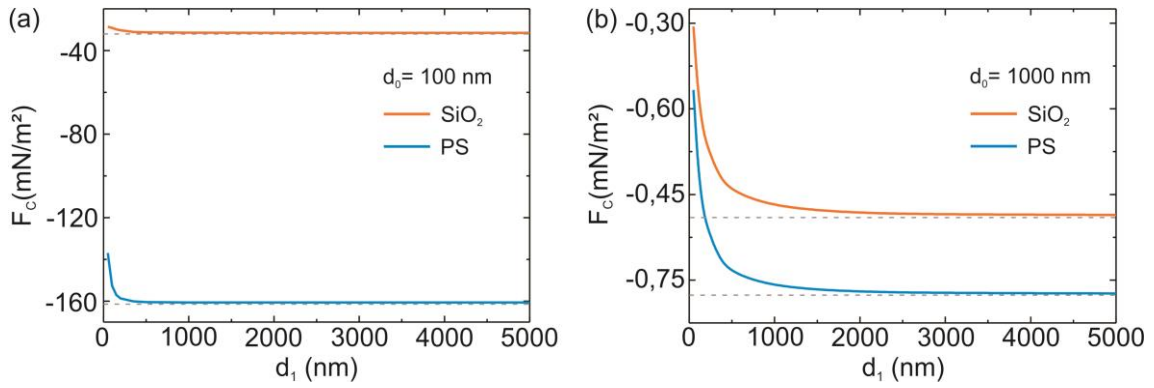 (a)
-40
-80
-120
-160
F_C(mN/m²)
d₀= 100 nm
SiO₂
PS
0 1000 2000 3000 4000 5000
d₁ (nm)
(b)
-0,30
-0,60
-0,45
-0,75
F_C(mN/m²)
d₀= 1000 nm
SiO₂
PS
0 1000 2000 3000 4000 5000
d₁ (nm)